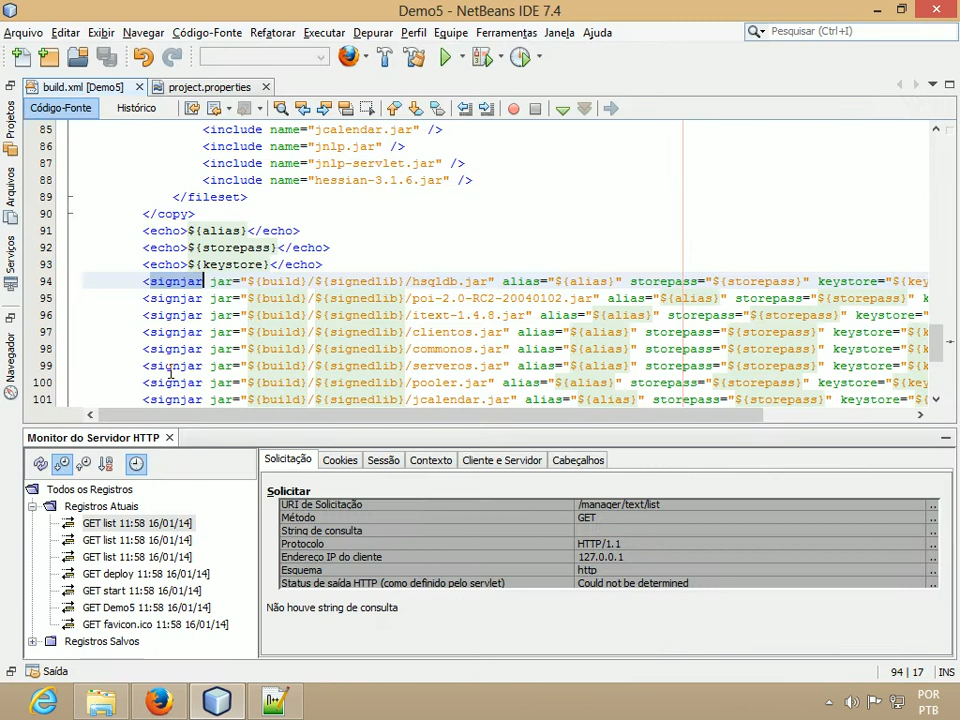 Demo5 - NetBeans IDE 7.4
Arquivo Editar Exibir Navegar Código-Fonte Refatorar Executar Depurar Perfil Equipe Ferramentas Janela Ajuda
Pesquisar (Ctrl+I)
build.xml [Demo5] project.properties
Código-Fonte Histórico
Projetos
Arquivos
Serviços
Navegador
85 <include name="jcalendar.jar" />
86 <include name="jnlp.jar" />
87 <include name="jnlp-servlet.jar" />
88 <include name="hessian-3.1.6.jar" />
89 </fileset>
90 </copy>
91 <echo>${alias}</echo>
92 <echo>${storepass}</echo>
93 <echo>${keystore}</echo>
94 <signjar jar="${build}/${signedlib}/hsqldb.jar" alias="${alias}" storepass="${storepass}" keystore="${key
95 <signjar jar="${build}/${signedlib}/poi-2.0-RC2-20040102.jar" alias="${alias}" storepass="${storepass}" k
96 <signjar jar="${build}/${signedlib}/itext-1.4.8.jar" alias="${alias}" storepass="${storepass}" keystore="
97 <signjar jar="${build}/${signedlib}/clientos.jar" alias="${alias}" storepass="${storepass}" keystore="${k
98 <signjar jar="${build}/${signedlib}/commonos.jar" alias="${alias}" storepass="${storepass}" keystore="${k
99 <signjar jar="${build}/${signedlib}/serveros.jar" alias="${alias}" storepass="${storepass}" keystore="${k
100 <signjar jar="${build}/${signedlib}/pooler.jar" alias="${alias}" storepass="${storepass}" keystore="${key
101 <signjar jar="${build}/${signedlib}/jcalendar.jar" alias="${alias}" storepass="${storepass}" keystore="${
Monitor do Servidor HTTP
Todos os Registros
Registros Atuais
GET list 11:58 16/01/14]
GET list 11:58 16/01/14]
GET list 11:58 16/01/14]
GET deploy 11:58 16/01/14]
GET start 11:58 16/01/14]
GET Demo5 11:58 16/01/14]
GET favicon.ico 11:58 16/01/14]
Registros Salvos
Solicitação Cookies Sessão Contexto Cliente e Servidor Cabeçalhos
Solicitar
URI de Solicitação /manager/text/list ..
Método GET ..
String de consulta ..
Protocolo HTTP/1.1 ..
Endereço IP do cliente 127.0.0.1 ..
Esquema http ..
Status de saída HTTP (como definido pelo servlet) Could not be determined ..
Não houve string de consulta
Saída
94 | 17 INS
POR
PTB